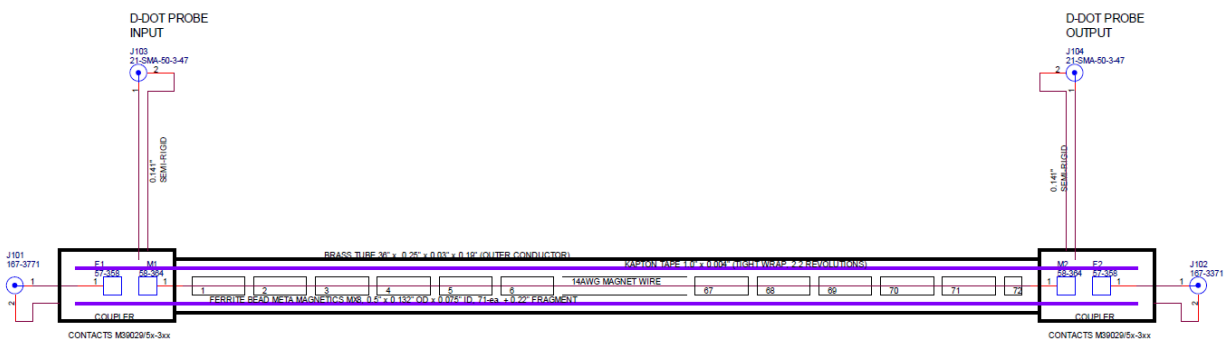 D-DOT PROBE
INPUT
J103
21-SMA-50-3-47
2
1
0.141"
SEMI-RIGID
D-DOT PROBE
OUTPUT
J104
21-SMA-50-3-47
2
1
0.141"
SEMI-RIGID
J101
167-3771
1
2
F1
57-358
1
M1
58-364
1
COUPLER
CONTACTS M39029/5x-3xx
BRASS TUBE 36" x 0.25" x 0.03" x 0.19" (OUTER CONDUCTOR)
KAPTON TAPE 1.0" x 0.004" (TIGHT WRAP, 2.2 REVOLUTIONS)
14AWG MAGNET WIRE
1
2
3
4
5
6
67
68
69
70
71
72
FERRITE BEAD META MAGNETICS MX8, 0.5" x 0.132" OD x 0.075" ID, 71-ea, + 0.22" FRAGMENT
M2
58-364
1
F2
57-358
1
COUPLER
CONTACTS M39029/5x-3xx
J102
167-3371
1
2